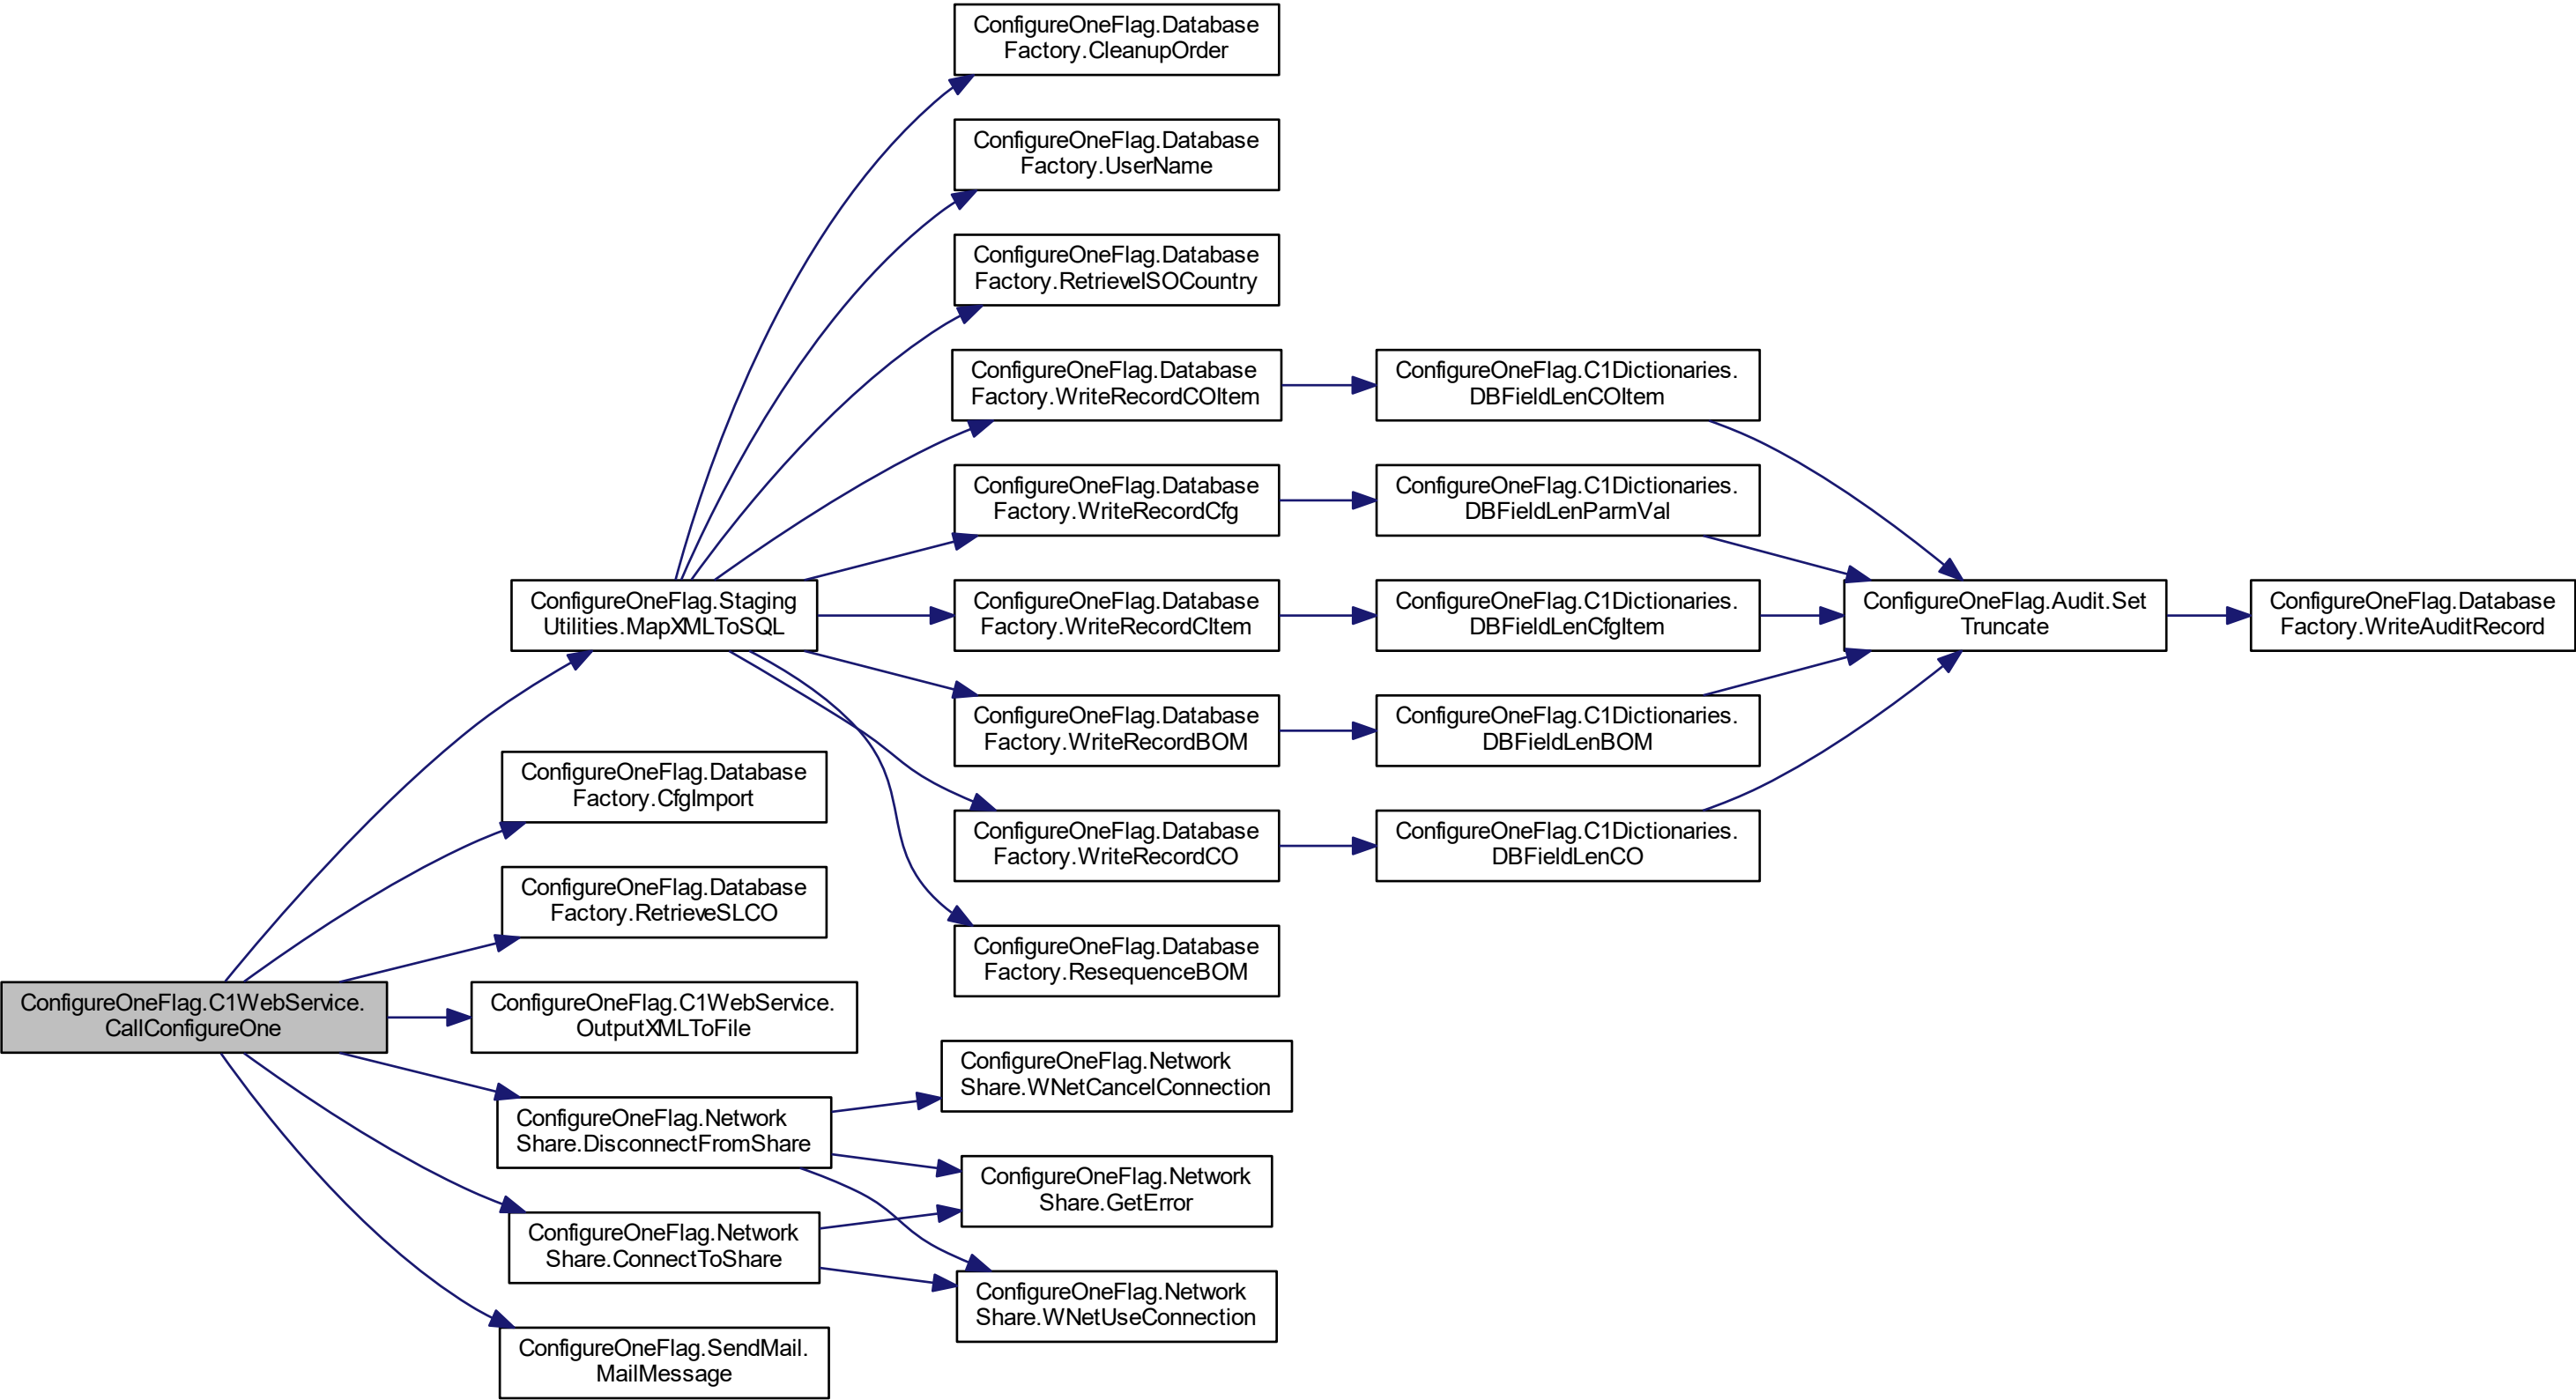 ConfigureOneFlag.Database
Factory.CleanupOrder
ConfigureOneFlag.Database
Factory.UserName
ConfigureOneFlag.Database
Factory.RetrieveISOCountry
ConfigureOneFlag.Database
Factory.WriteRecordCOItem
ConfigureOneFlag.C1Dictionaries.
DBFieldLenCOItem
ConfigureOneFlag.Database
Factory.WriteRecordCfg
ConfigureOneFlag.C1Dictionaries.
DBFieldLenParmVal
ConfigureOneFlag.Staging
Utilities.MapXMLToSQL
ConfigureOneFlag.Database
Factory.WriteRecordCItem
ConfigureOneFlag.C1Dictionaries.
DBFieldLenCfgItem
ConfigureOneFlag.Audit.Set
Truncate
ConfigureOneFlag.Database
Factory.WriteAuditRecord
ConfigureOneFlag.Database
Factory.WriteRecordBOM
ConfigureOneFlag.C1Dictionaries.
DBFieldLenBOM
ConfigureOneFlag.Database
Factory.CfgImport
ConfigureOneFlag.Database
Factory.WriteRecordCO
ConfigureOneFlag.C1Dictionaries.
DBFieldLenCO
ConfigureOneFlag.Database
Factory.RetrieveSLCO
ConfigureOneFlag.Database
Factory.ResequenceBOM
ConfigureOneFlag.C1WebService.
CallConfigureOne
ConfigureOneFlag.C1WebService.
OutputXMLToFile
ConfigureOneFlag.Network
Share.WNetCancelConnection
ConfigureOneFlag.Network
Share.DisconnectFromShare
ConfigureOneFlag.Network
Share.GetError
ConfigureOneFlag.Network
Share.ConnectToShare
ConfigureOneFlag.Network
Share.WNetUseConnection
ConfigureOneFlag.SendMail.
MailMessage